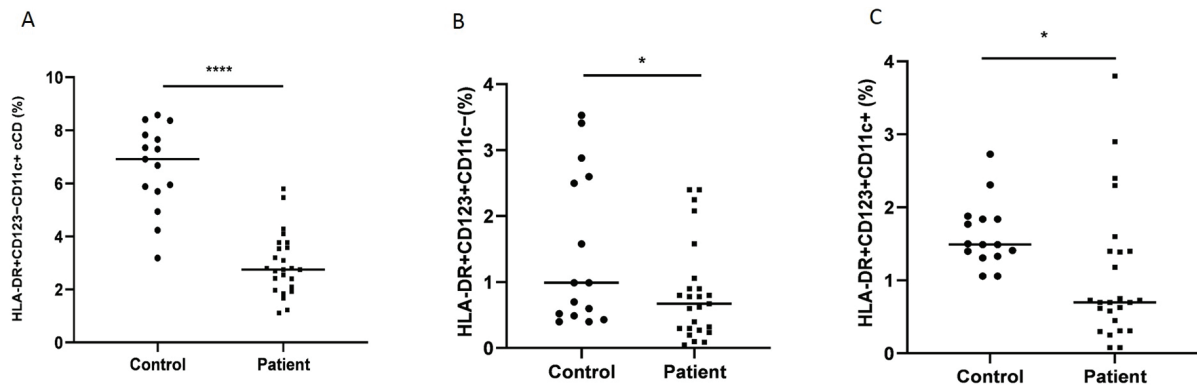 A
HLA-DR+CD123−CD11c+ cCD (%)
10
8
6
4
2
0
****
Control
Patient
B
HLA-DR+CD123+CD11c−(%)
4
3
2
1
0
*
Control
Patient
C
HLA-DR+CD123+CD11c+ (%)
4
3
2
1
0
*
Control
Patient